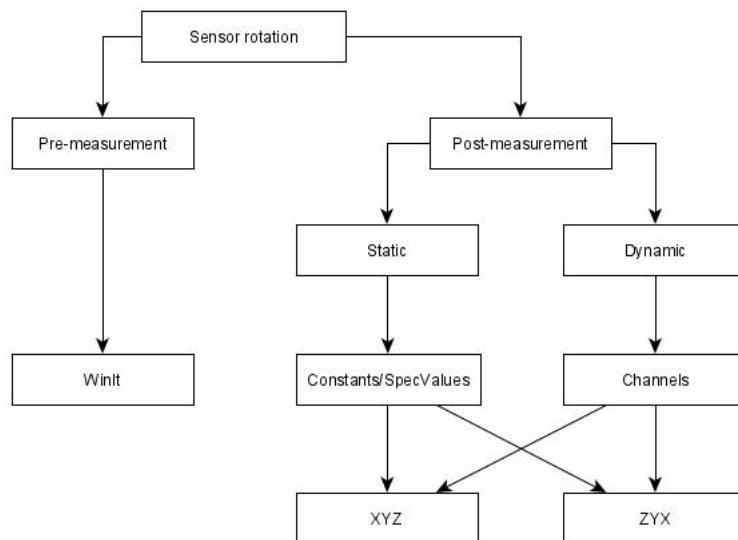 Sensor rotation
Pre-measurement
Post-measurement
Static
Dynamic
WinIt
Constants/SpecValues
Channels
XYZ
ZYX